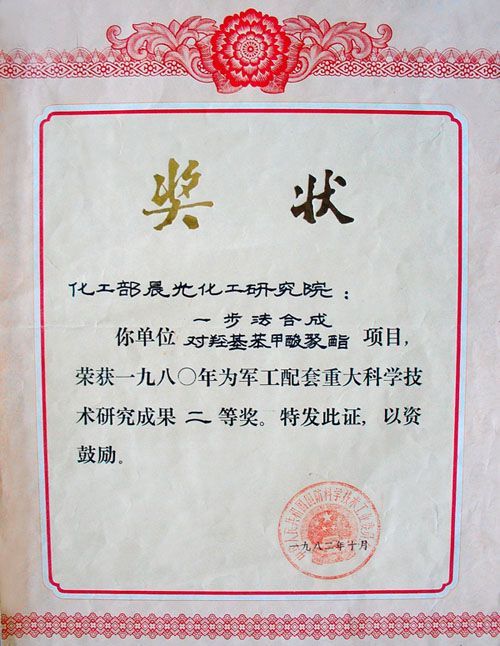 奖 状
化工部晨光化工研究院：
一步法合成
你单位对羟基苯甲酸聚酯项目，
荣获一九八〇年为军工配套重大科学技
术研究成果二等奖。特发此证，以资
鼓励。
一九八二年十月